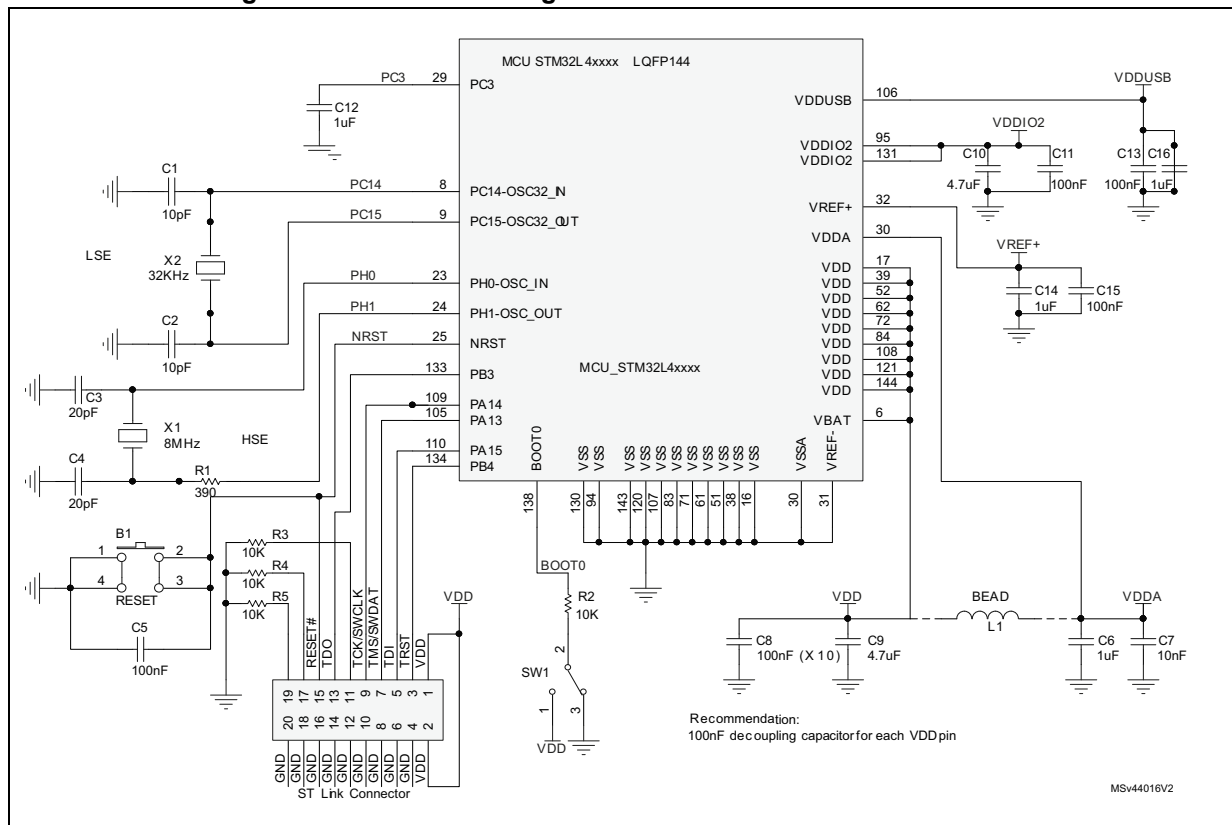 MCU STM32L4xxxx LQFP144
PC3 29 PC3
C12
1uF
VDDUSB 106
VDDUSB
VDDIO2 95
VDDIO2 131
VDDIO2
C10
4.7uF
C11
100nF
C13
100nF
C16
1uF
C1
10pF
PC14 8 PC14-OSC32_IN
PC15 9 PC15-OSC32_OUT
LSE
X2
32KHz
C2
10pF
VREF+ 32
VDDA 30
VREF+
C14
1uF
C15
100nF
PH0 23 PH0-OSC_IN
PH1 24 PH1-OSC_OUT
NRST 25 NRST
133 PB3
109 PA14
105 PA13
110 PA15
134 PB4
VDD 17
VDD 39
VDD 52
VDD 62
VDD 72
VDD 84
VDD 108
VDD 121
VDD 144
VBAT 6
MCU_STM32L4xxxx
C3
20pF
X1
8MHz
HSE
C4
20pF
R1
390
BOOT0 VSS VSS VSS VSS VSS VSS VSS VSS VSS VSS VSS VSSA VREF-
138 130 94 143 120 107 83 71 61 51 38 16 30 31
B1
1 2
4 3
RESET
C5
100nF
R3
10K
R4
10K
R5
10K
RESET# TDO TCK/SWCLK TMS/SWDAT TDI TRST VDD
VDD
19 17 15 13 11 9 7 5 3 1
20 18 16 14 12 10 8 6 4 2
GND GND GND GND GND GND GND GND VDD
ST Link Connector
BOOT0
R2
10K
2
SW1
1 3
VDD
VDD
BEAD
L1
VDDA
C8
100nF (X 10)
C9
4.7uF
C6
1uF
C7
10nF
Recommendation:
100nF decoupling capacitor for each VDD pin
MSv44016V2